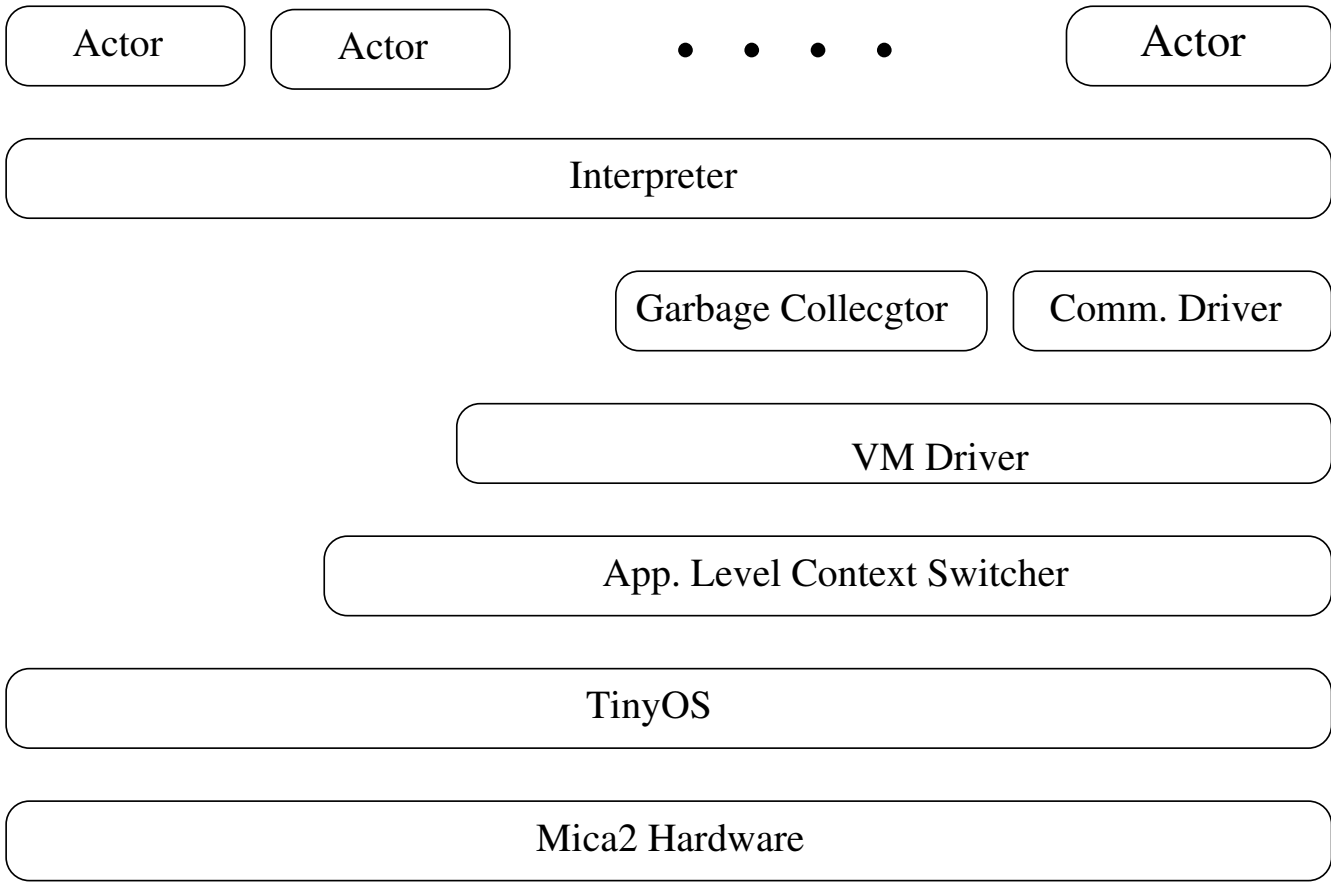 Actor
Actor
Actor
Interpreter
Garbage Collecgtor
Comm. Driver
VM Driver
App. Level Context Switcher
TinyOS
Mica2 Hardware